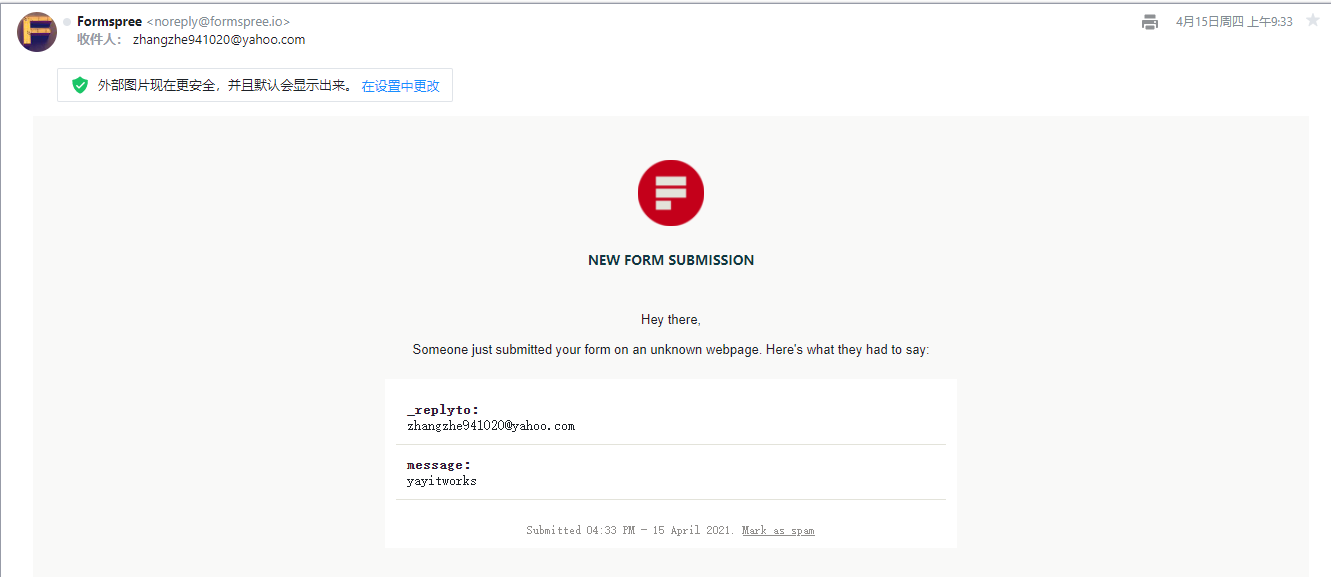 Formspree <noreply@formspree.io>
4月15日周四 上午9:33
收件人： zhangzhe941020@yahoo.com
外部图片现在更安全，并且默认会显示出来。 在设置中更改
NEW FORM SUBMISSION
Hey there,
Someone just submitted your form on an unknown webpage. Here's what they had to say:
_replyto:
zhangzhe941020@yahoo.com
message:
yayitworks
Submitted 04:33 PM - 15 April 2021. Mark as spam